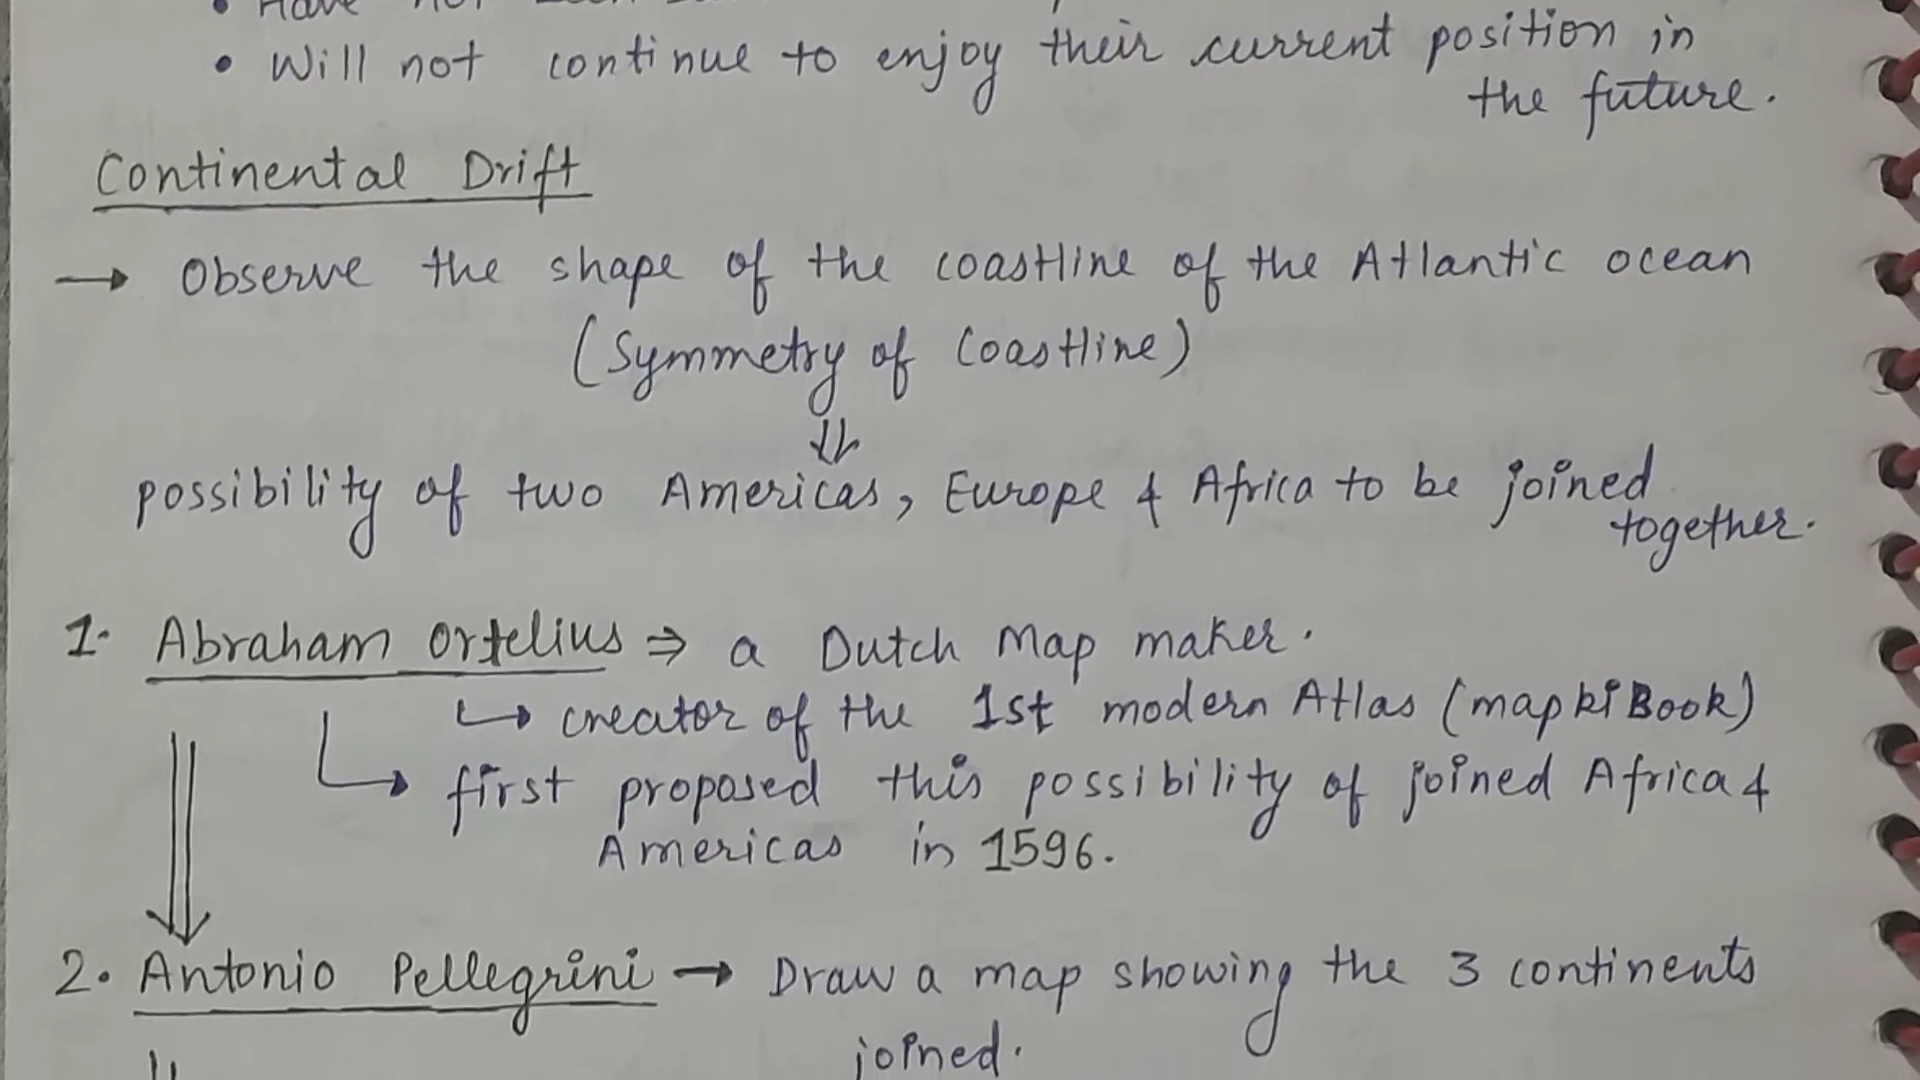 • Have not been
• Will not continue to enjoy their current position in
the future.
Continental Drift
→ Observe the shape of the coastline of the Atlantic ocean
(Symmetry of Coastline)
⇓
possibility of two Americas, Europe & Africa to be joined
together.
1. Abraham Ortelius ⇒ a Dutch Map maker.
↳ creator of the 1st modern Atlas (map ki Book)
↳ first proposed this possibility of joined Africa &
Americas in 1596.
2. Antonio Pellegrini → Draw a map showing the 3 continents
joined.